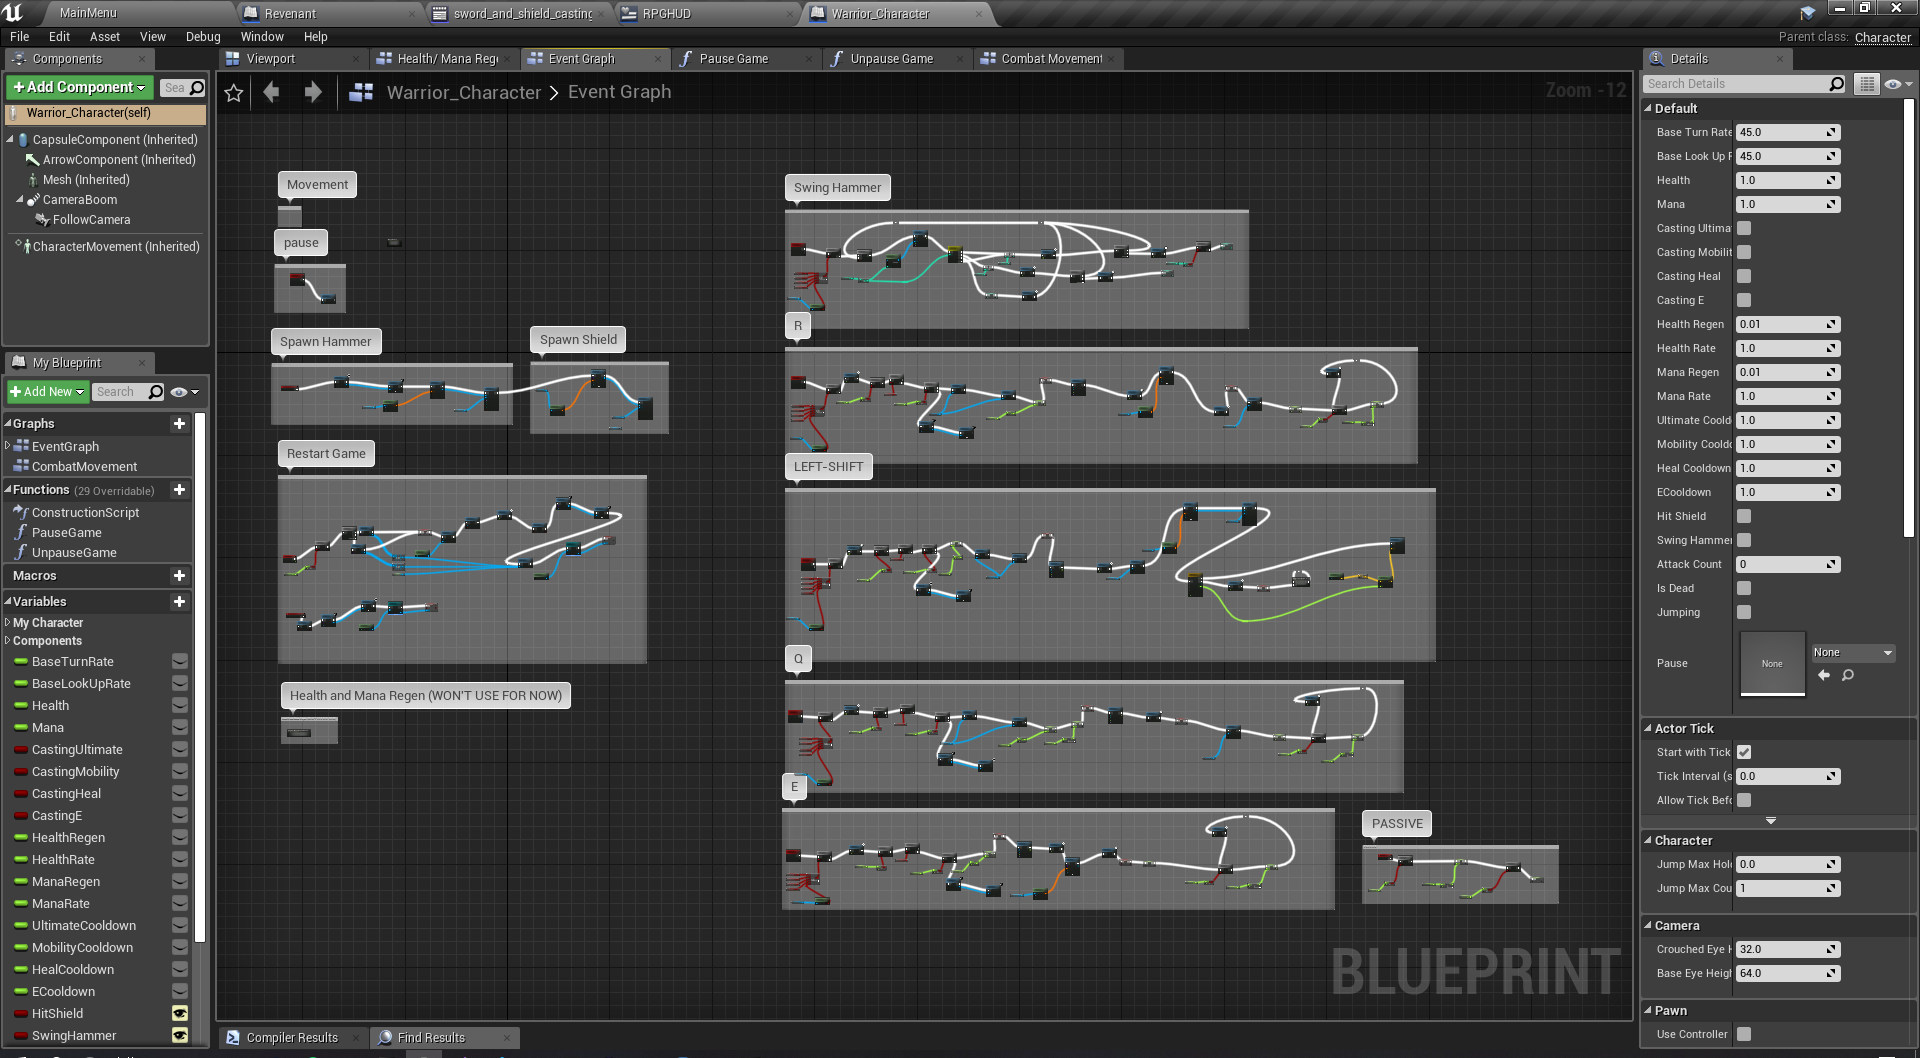 MainMenu
Revenant
sword_and_shield_casting
RPGHUD
Warrior_Character
File
Edit
Asset
View
Debug
Window
Help
Parent class: Character
Components
Viewport
Health/ Mana Rege
Event Graph
Pause Game
Unpause Game
Combat Movement
Details
+ Add Component
Sea
Warrior_Character > Event Graph
Zoom -12
Search Details
Warrior_Character(self)
CapsuleComponent (Inherited)
ArrowComponent (Inherited)
Mesh (Inherited)
CameraBoom
FollowCamera
CharacterMovement (Inherited)
My Blueprint
+ Add New
Search
Graphs
EventGraph
CombatMovement
Functions (29 Overridable)
ConstructionScript
PauseGame
UnpauseGame
Macros
Variables
My Character
Components
BaseTurnRate
BaseLookUpRate
Health
Mana
CastingUltimate
CastingMobility
CastingHeal
CastingE
HealthRegen
HealthRate
ManaRegen
ManaRate
UltimateCooldown
MobilityCooldown
HealCooldown
ECooldown
HitShield
SwingHammer
Movement
pause
Spawn Hammer
Spawn Shield
Restart Game
Health and Mana Regen (WON'T USE FOR NOW)
Swing Hammer
R
LEFT-SHIFT
Q
E
PASSIVE
BLUEPRINT
Compiler Results
Find Results
Default
Base Turn Rate 45.0
Base Look Up R 45.0
Health 1.0
Mana 1.0
Casting Ultima
Casting Mobilit
Casting Heal
Casting E
Health Regen 0.01
Health Rate 1.0
Mana Regen 0.01
Mana Rate 1.0
Ultimate Coold 1.0
Mobility Cooldo 1.0
Heal Cooldown 1.0
ECooldown 1.0
Hit Shield
Swing Hammer
Attack Count 0
Is Dead
Jumping
Pause
None
None
Actor Tick
Start with Tick
Tick Interval (s 0.0
Allow Tick Befo
Character
Jump Max Hol 0.0
Jump Max Cou 1
Camera
Crouched Eye H 32.0
Base Eye Heigh 64.0
Pawn
Use Controller